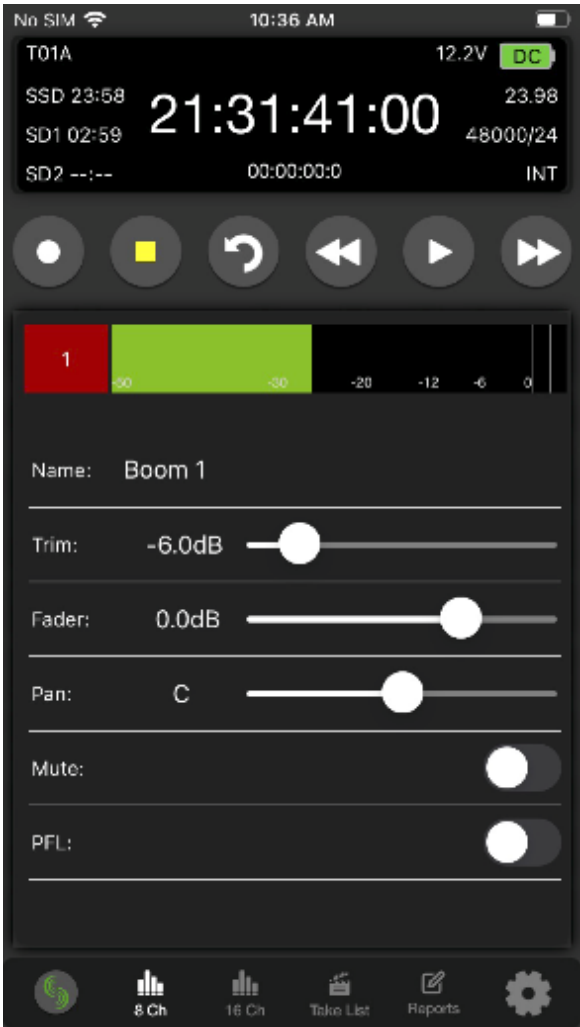 No SIM 10:36 AM
T01A 12.2V DC
SSD 23:58 21:31:41:00 23.98
SD1 02:59 48000/24
SD2 --:-- 00:00:00:0 INT
1
-60 -30 -20 -12 -6 0
Name: Boom 1
Trim: -6.0dB
Fader: 0.0dB
Pan: C
Mute:
PFL:
8 Ch 16 Ch Take List Reports